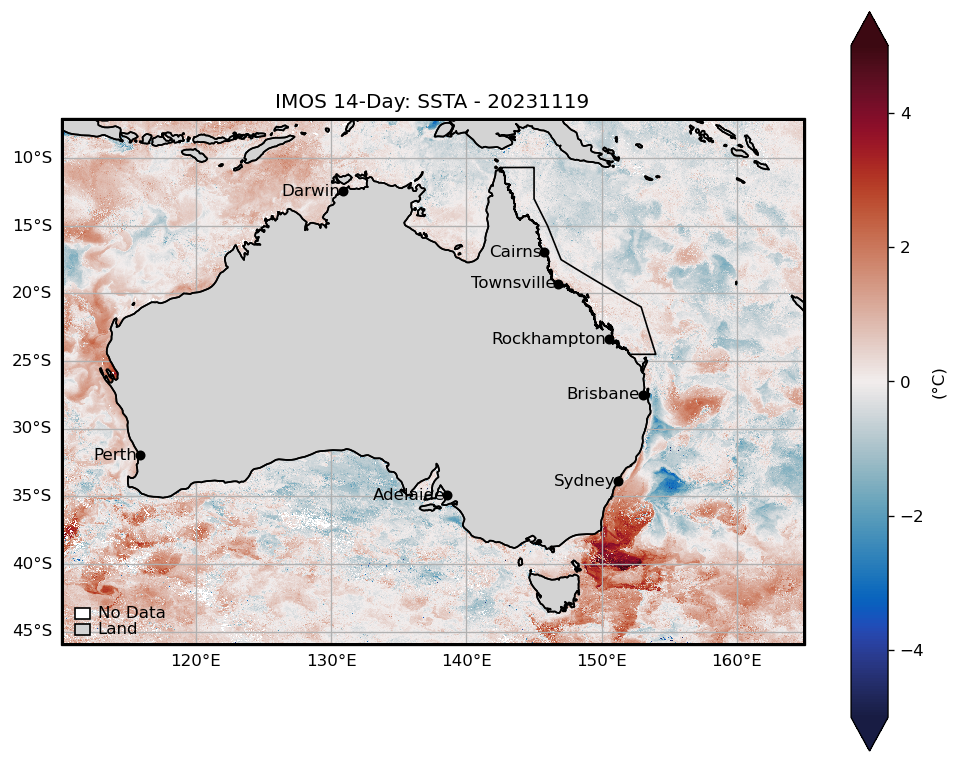 IMOS 14-Day: SSTA - 20231119
4
10°S
Darwin
15°S
2
Cairns
Townsville
20°S
Rockhampton
25°S
0
(°C)
Brisbane
30°S
Perth
Sydney
Adelaide
35°S
−2
40°S
No Data
Land
45°S
−4
120°E 130°E 140°E 150°E 160°E